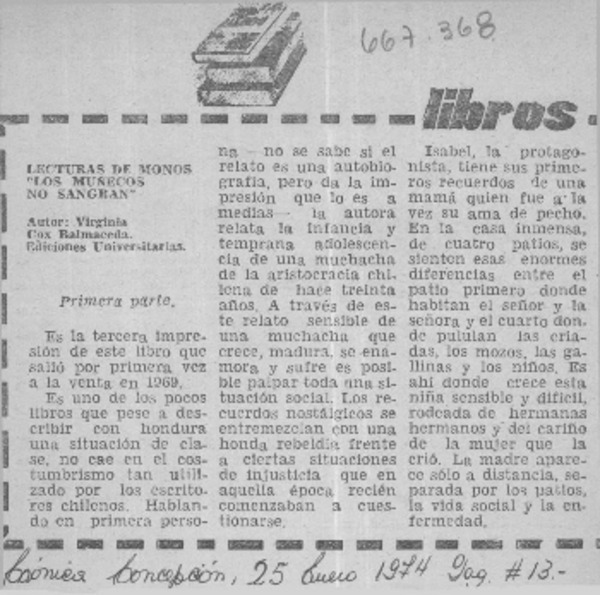 667.368
libros
LECTURAS DE MONOS
"LOS MUÑECOS
NO SANGRAN"
Autor: Virginia
Cox Balmaceda.
Ediciones Universitarias.
Primera parte.
Es la tercera impre-
sión de este libro que
salió por primera vez
a la venta en 1969.
Es uno de los pocos
libros que pese a des-
cribir con hondura
una situación de cla-
se, no cae en el cos-
tumbrismo tan utili-
zado por los escrito-
res chilenos. Hablan-
do en primera perso-
na — no se sabe si el
relato es una autobio-
grafía, pero da la im-
presión que lo es a
medias— la autora
relata la infancia y
temprana adolescen-
cia de una muchacha
de la aristocracia chi-
lena de hace treinta
años. A través de es-
te relato sensible de
una muchacha que
crece, madura, se ena-
mora y sufre es posi-
ble palpar toda una si-
tuación social. Los re-
cuerdos nostálgicos se
entremezclan con una
honda rebeldía frente
a ciertas situaciones
de injusticia que en
aquella época recién
comenzaban a cues-
tionarse.
Isabel, la protago-
nista, tiene sus prime-
ros recuerdos de una
mamá quien fue a la
vez su ama de pecho.
En la casa inmensa,
de cuatro patios, se
sienten esas enormes
diferencias entre el
patio primero donde
habitan el señor y la
señora y el cuarto don-
de pululan las cria-
das, los mozos, las ga-
llinas y los niños. Es
ahí donde crece esta
niña sensible y difícil,
rodeada de hermanas
hermanos y del cariño
de la mujer que la
crió. La madre apare-
ce sólo a distancia, se-
parada por los patios,
la vida social y la en-
fermedad.
Crónica Concepción, 25 Enero 1974 Pag. #13.-